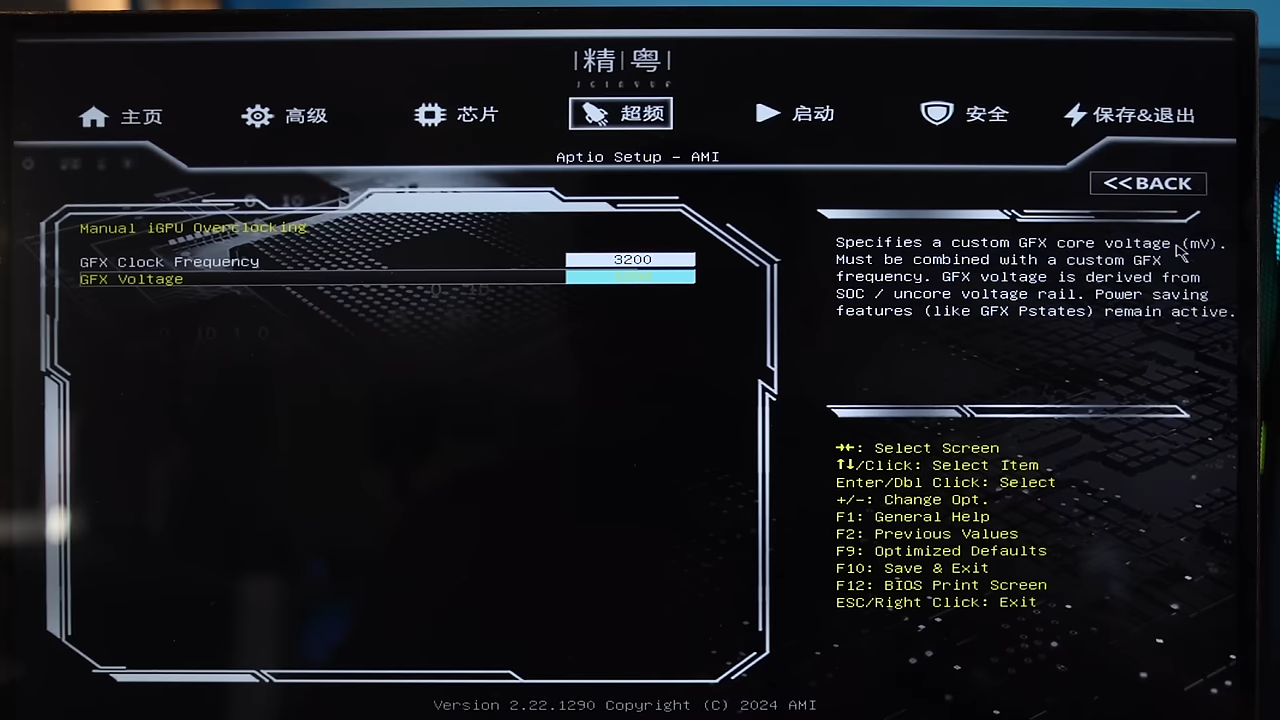 精粤
JGINYUE
主页 高级 芯片 超频 启动 安全 保存&退出
Aptio Setup - AMI
<<BACK
Manual iGPU Overclocking
GFX Clock Frequency 3200
GFX Voltage
Specifies a custom GFX core voltage (mV).
Must be combined with a custom GFX
frequency. GFX voltage is derived from
SOC / uncore voltage rail. Power saving
features (like GFX Pstates) remain active.
→←: Select Screen
↑↓/Click: Select Item
Enter/Dbl Click: Select
+/-: Change Opt.
F1: General Help
F2: Previous Values
F9: Optimized Defaults
F10: Save & Exit
F12: BIOS Print Screen
ESC/Right Click: Exit
Version 2.22.1290 Copyright (C) 2024 AMI